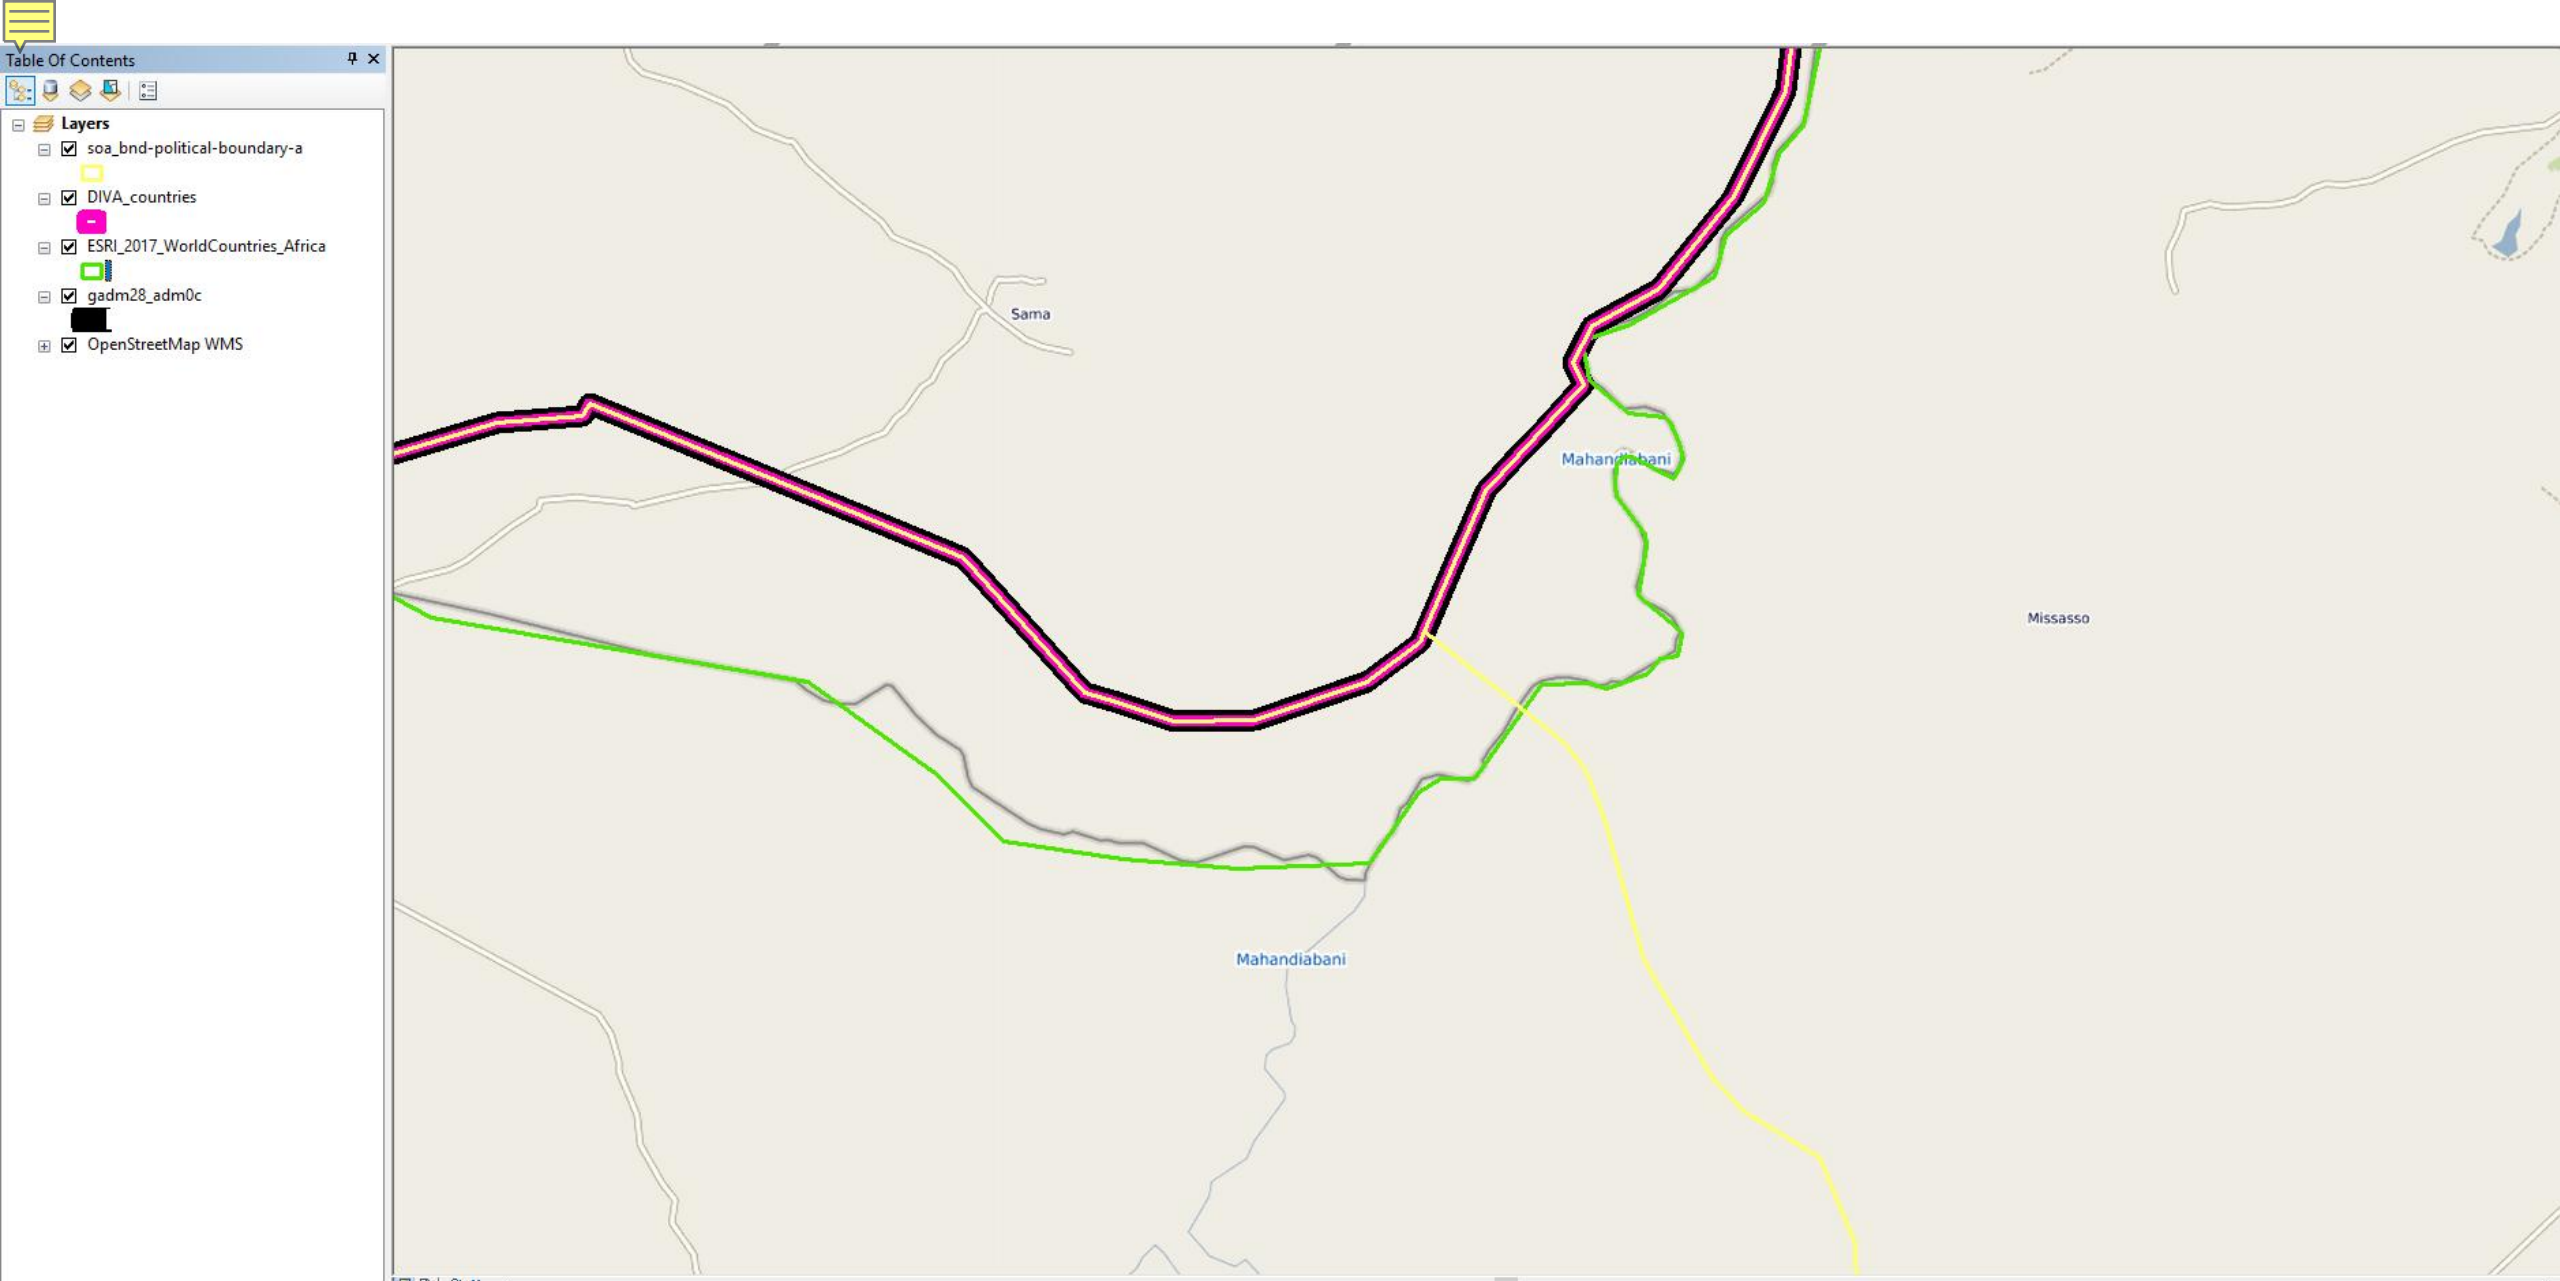 Table Of Contents
Layers
soa_bnd-political-boundary-a
DIVA_countries
ESRI_2017_WorldCountries_Africa
gadm28_adm0c
OpenStreetMap WMS
Sama
Mahandiabani
Missasso
Mahandiabani